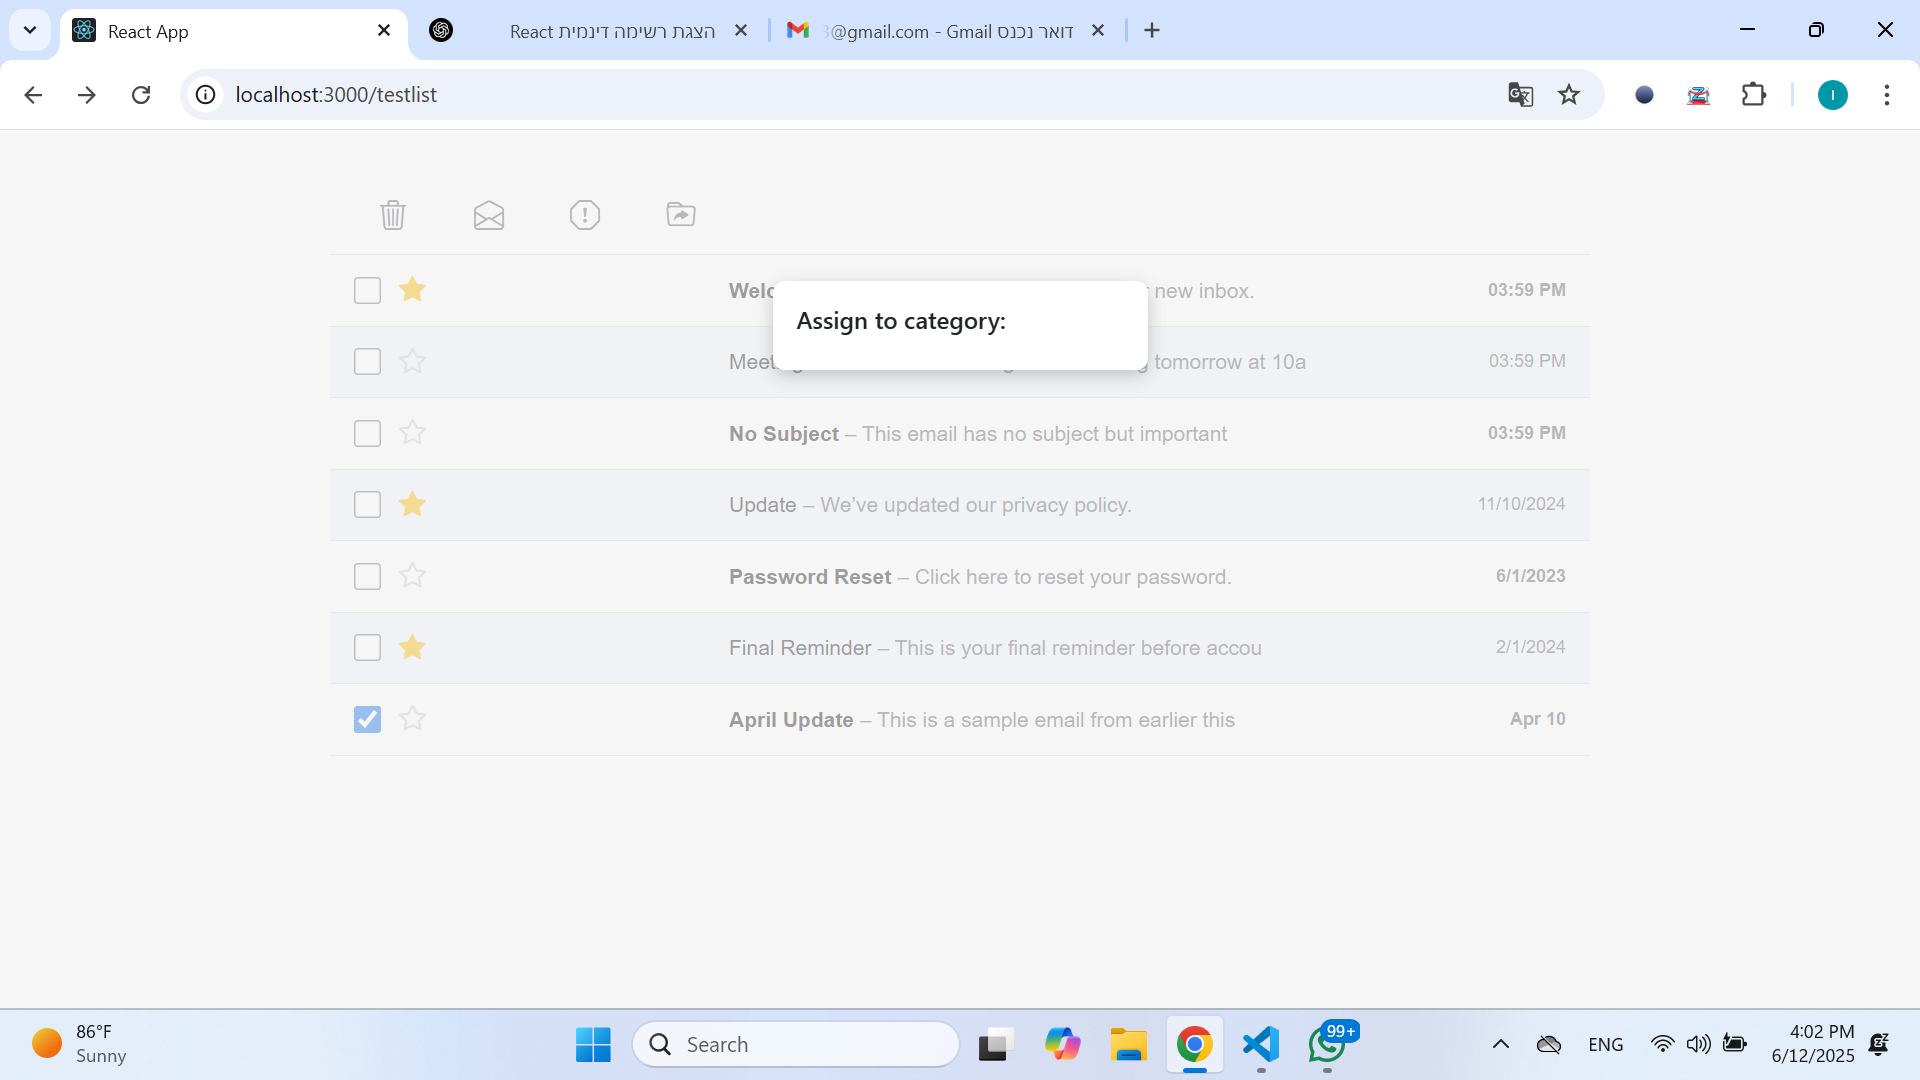 React App
הצגת רשימה דינמית React
דואר נכנס Gmail - 3@gmail.com
localhost:3000/testlist
I
Assign to category:
Welc new inbox.
03:59 PM
Meet tomorrow at 10a
03:59 PM
No Subject – This email has no subject but important
03:59 PM
Update – We’ve updated our privacy policy.
11/10/2024
Password Reset – Click here to reset your password.
6/1/2023
Final Reminder – This is your final reminder before accou
2/1/2024
April Update – This is a sample email from earlier this
Apr 10
86°F
Sunny
Search
99+
ENG
4:02 PM
6/12/2025